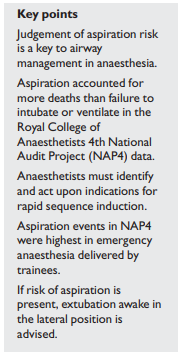 Key points
Judgement of aspiration risk
is a key to airway
management in anaesthesia.
Aspiration accounted for
more deaths than failure to
intubate or ventilate in the
Royal College of
Anaesthetists 4th National
Audit Project (NAP4) data.
Anaesthetists must identify
and act upon indications for
rapid sequence induction.
Aspiration events in NAP4
were highest in emergency
anaesthesia delivered by
trainees.
If risk of aspiration is
present, extubation awake in
the lateral position is
advised.